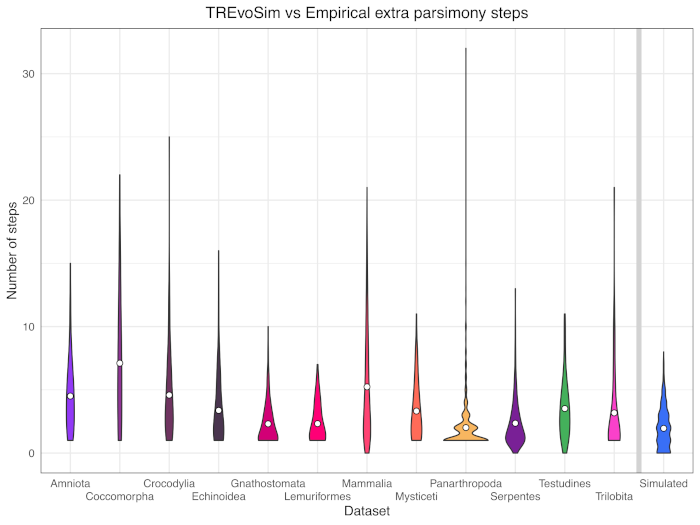 TREvoSim vs Empirical extra parsimony steps
Number of steps
30
20
10
0
Amniota
Coccomorpha
Crocodylia
Echinoidea
Gnathostomata
Lemuriformes
Mammalia
Mysticeti
Panarthropoda
Serpentes
Testudines
Trilobita
Simulated
Dataset